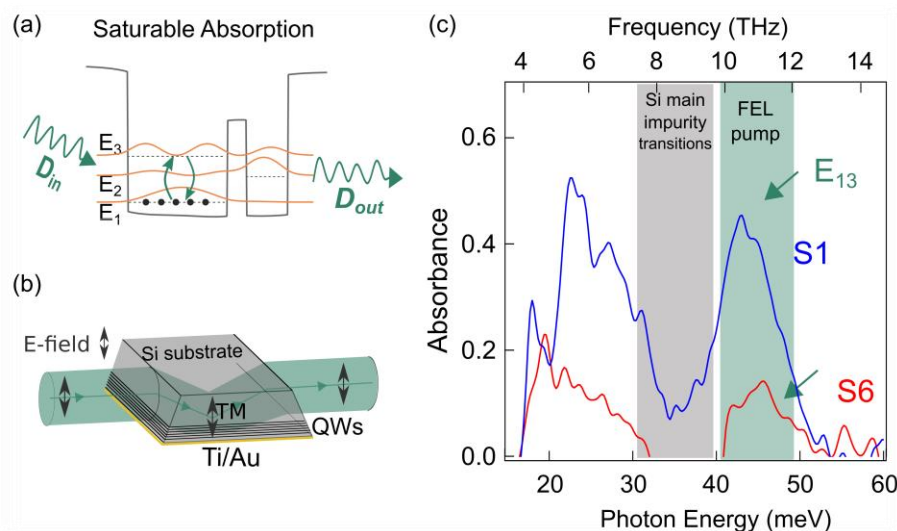 (a)
Saturable Absorption
E3
E2
E1
Din
Dout
(b)
E-field
Si substrate
TM
QWs
Ti/Au
(c)
Frequency (THz)
4 6 8 10 12 14
Absorbance
0.6
0.4
0.2
0.0
Si main
impurity
transitions
FEL
pump
E13
S1
S6
20 30 40 50 60
Photon Energy (meV)